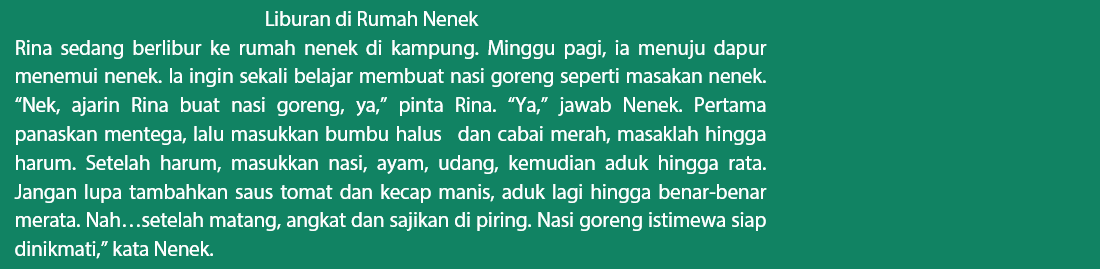 Liburan di Rumah Nenek
Rina sedang berlibur ke rumah nenek di kampung. Minggu pagi, ia menuju dapur
menemui nenek. Ia ingin sekali belajar membuat nasi goreng seperti masakan nenek.
“Nek, ajarin Rina buat nasi goreng, ya,” pinta Rina. “Ya,” jawab Nenek. Pertama
panaskan mentega, lalu masukkan bumbu halus  dan cabai merah, masaklah hingga
harum. Setelah harum, masukkan nasi, ayam, udang, kemudian aduk hingga rata.
Jangan lupa tambahkan saus tomat dan kecap manis, aduk lagi hingga benar-benar
merata. Nah…setelah matang, angkat dan sajikan di piring. Nasi goreng istimewa siap
dinikmati,” kata Nenek.